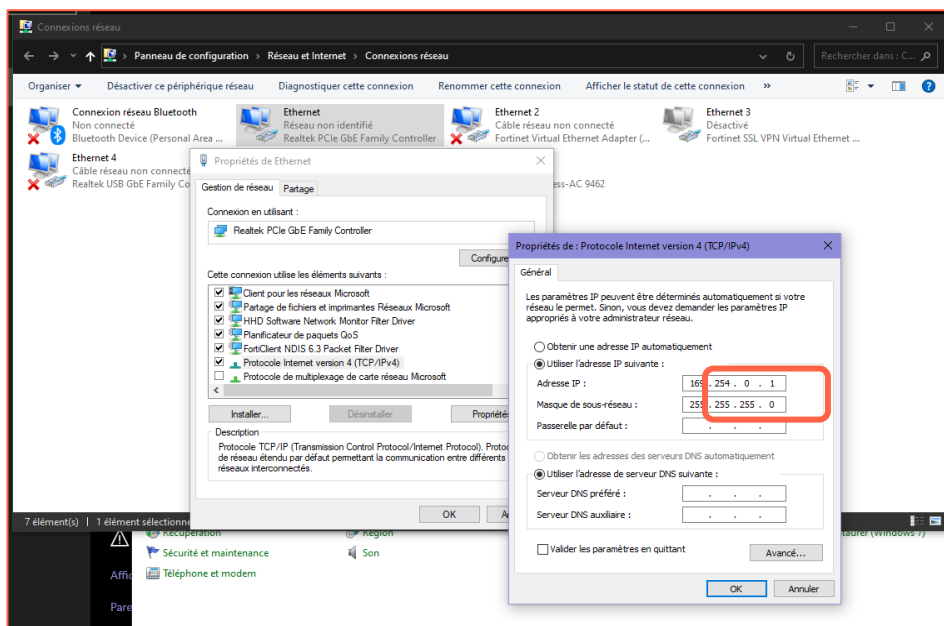 Connexions réseau
Panneau de configuration > Réseau et Internet > Connexions réseau
Rechercher dans : C...
Organiser Désactiver ce périphérique réseau Diagnostiquer cette connexion Renommer cette connexion Afficher le statut de cette connexion »
Connexion réseau Bluetooth
Non connecté
Bluetooth Device (Personal Area ...
Ethernet
Réseau non identifié
Realtek PCIe GbE Family Controller
Ethernet 2
Câble réseau non connecté
Fortinet Virtual Ethernet Adapter (...
Ethernet 3
Désactivé
Fortinet SSL VPN Virtual Ethernet ...
Ethernet 4
Câble réseau non connecté
Realtek USB GbE Family Co
ess-AC 9462
Propriétés de Ethernet
Gestion de réseau Partage
Connexion en utilisant :
Realtek PCIe GbE Family Controller
Configure
Cette connexion utilise les éléments suivants :
Client pour les réseaux Microsoft
Partage de fichiers et imprimantes Réseaux Microsoft
HHD Software Network Monitor Filter Driver
Planificateur de paquets QoS
FortiClient NDIS 6.3 Packet Filter Driver
Protocole Internet version 4 (TCP/IPv4)
Protocole de multiplexage de carte réseau Microsoft
Installer... Désinstaller Propriétés
Description
Protocole TCP/IP (Transmission Control Protocol/Internet Protocol). Protoc
de réseau étendu par défaut permettant la communication entre différents
réseaux interconnectés.
OK
Propriétés de : Protocole Internet version 4 (TCP/IPv4)
Général
Les paramètres IP peuvent être déterminés automatiquement si votre
réseau le permet. Sinon, vous devez demander les paramètres IP
appropriés à votre administrateur réseau.
Obtenir une adresse IP automatiquement
Utiliser l'adresse IP suivante :
Adresse IP : 169 . 254 . 0 . 1
Masque de sous-réseau : 255 . 255 . 255 . 0
Passerelle par défaut : . . .
Obtenir les adresses des serveurs DNS automatiquement
Utiliser l'adresse de serveur DNS suivante :
Serveur DNS préféré : . . .
Serveur DNS auxiliaire : . . .
Valider les paramètres en quittant
Avancé...
OK Annuler
7 élément(s) 1 élément sélectionné
Récupération
Région
taurer (Windows 7)
Sécurité et maintenance
Son
Téléphone et modem
Affic
Pare